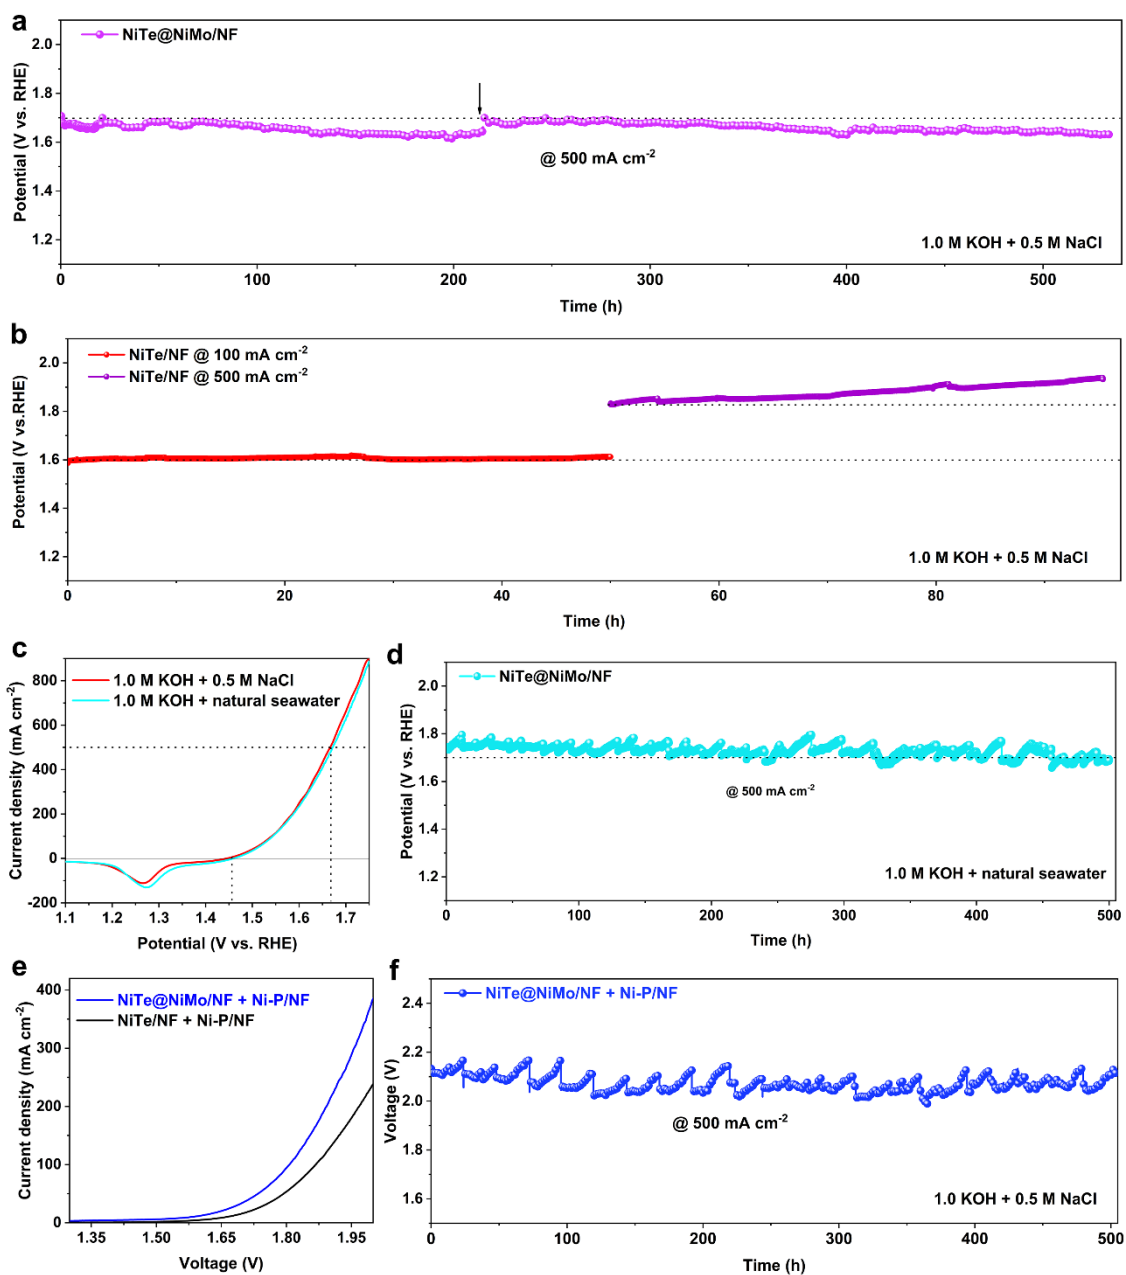 a
NiTe@NiMo/NF
2.0
1.8
1.6
1.4
1.2
Potential (V vs. RHE)
@ 500 mA cm-2
1.0 M KOH + 0.5 M NaCl
0 100 200 300 400 500
Time (h)
b
NiTe/NF @ 100 mA cm-2
NiTe/NF @ 500 mA cm-2
2.0
1.8
1.6
1.4
1.2
Potential (V vs.RHE)
1.0 M KOH + 0.5 M NaCl
0 20 40 60 80
Time (h)
c
1.0 M KOH + 0.5 M NaCl
1.0 M KOH + natural seawater
800
600
400
200
0
-200
Current density (mA cm-2)
1.1 1.2 1.3 1.4 1.5 1.6 1.7
Potential (V vs. RHE)
d
NiTe@NiMo/NF
2.0
1.8
1.6
1.4
1.2
Potential (V vs. RHE)
@ 500 mA cm-2
1.0 M KOH + natural seawater
0 100 200 300 400 500
Time (h)
e
NiTe@NiMo/NF + Ni-P/NF
NiTe/NF + Ni-P/NF
400
300
200
100
0
Current density (mA cm-2)
1.35 1.50 1.65 1.80 1.95
Voltage (V)
f
NiTe@NiMo/NF + Ni-P/NF
2.4
2.2
2.0
1.8
1.6
Voltage (V)
@ 500 mA cm-2
1.0 KOH + 0.5 M NaCl
0 100 200 300 400 500
Time (h)